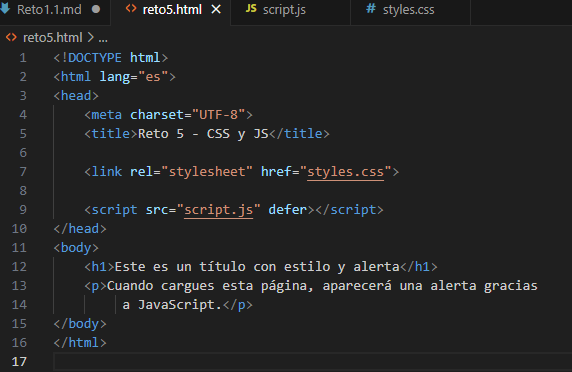 Reto1.1.md ● <> reto5.html × JS script.js # styles.css
<> reto5.html > ...
1 <!DOCTYPE html>
2 <html lang="es">
3 <head>
4 <meta charset="UTF-8">
5 <title>Reto 5 - CSS y JS</title>
6
7 <link rel="stylesheet" href="styles.css">
8
9 <script src="script.js" defer></script>
10 </head>
11 <body>
12 <h1>Este es un título con estilo y alerta</h1>
13 <p>Cuando cargues esta página, aparecerá una alerta gracias
14 a JavaScript.</p>
15 </body>
16 </html>
17